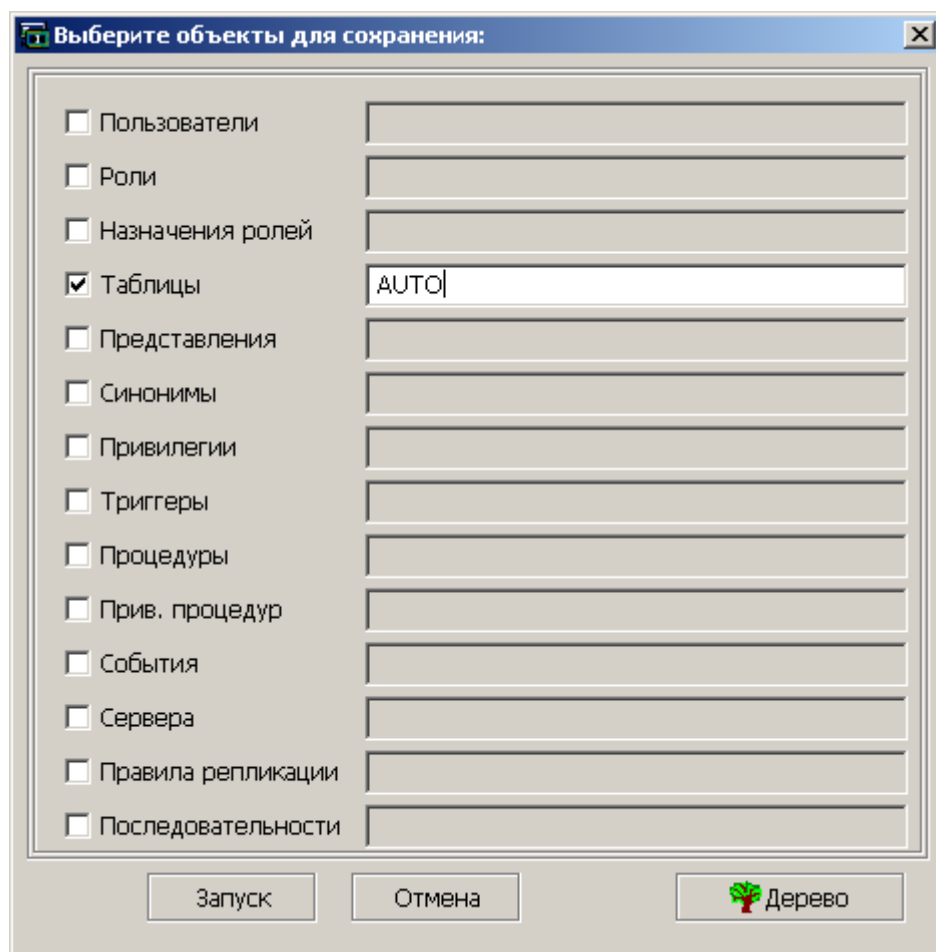 Выберите объекты для сохранения:
Пользователи
Роли
Назначения ролей
Таблицы AUTO
Представления
Синонимы
Привилегии
Триггеры
Процедуры
Прив. процедур
События
Сервера
Правила репликации
Последовательности
Запуск Отмена Дерево